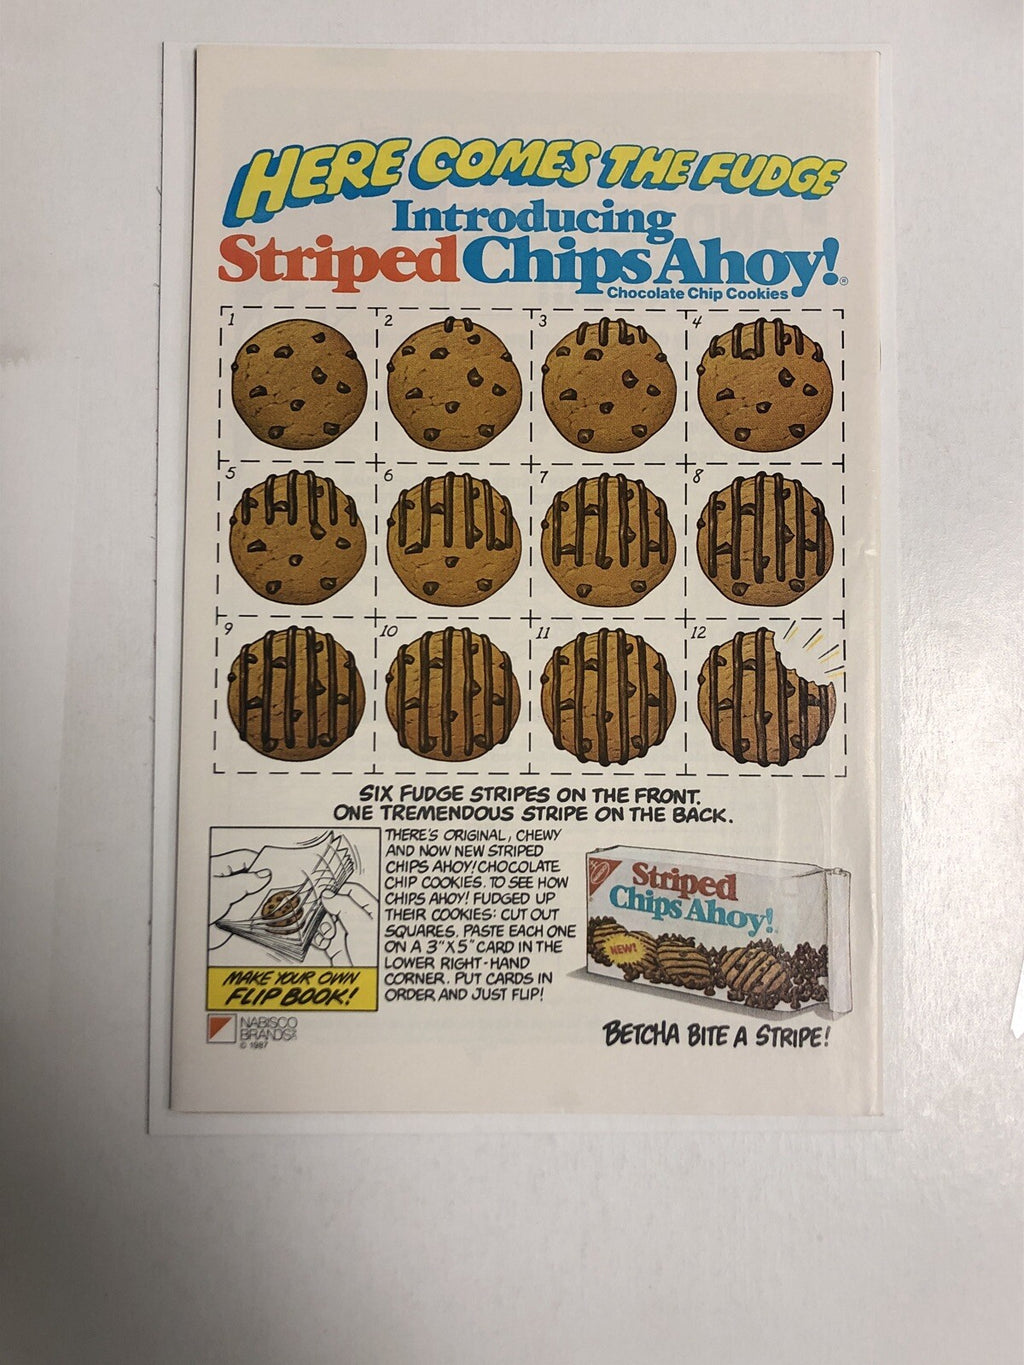 HERE COMES THE FUDGE
Introducing
Striped Chips Ahoy!®
Chocolate Chip Cookies
1
2
3
4
5
6
7
8
9
10
11
12
SIX FUDGE STRIPES ON THE FRONT.
ONE TREMENDOUS STRIPE ON THE BACK.
MAKE YOUR OWN
FLIP BOOK!
THERE'S ORIGINAL, CHEWY
AND NOW NEW STRIPED
CHIPS AHOY! CHOCOLATE
CHIP COOKIES. TO SEE HOW
CHIPS AHOY! FUDGED UP
THEIR COOKIES: CUT OUT
SQUARES. PASTE EACH ONE
ON A 3"X5" CARD IN THE
LOWER RIGHT-HAND
CORNER. PUT CARDS IN
ORDER AND JUST FLIP!
Striped
Chips Ahoy!
NEW!
NABISCO
BRANDS
© 1987
BETCHA BITE A STRIPE!